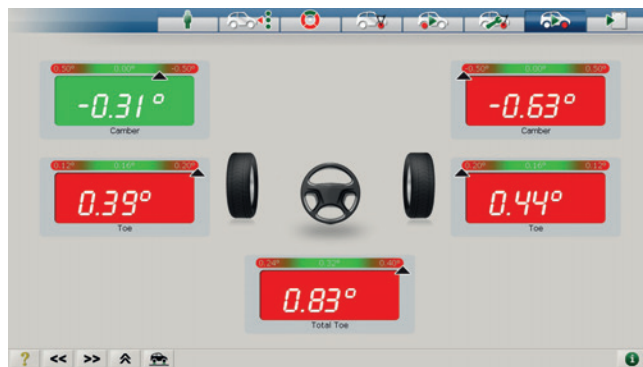 0.50° 0.00° -0.50°
-0.31°
Camber
-0.50° 0.00° 0.50°
-0.63°
Camber
0.12° 0.16° 0.20°
0.39°
Toe
0.20° 0.16° 0.12°
0.44°
Toe
0.24° 0.32° 0.40°
0.83°
Total Toe
? << >>